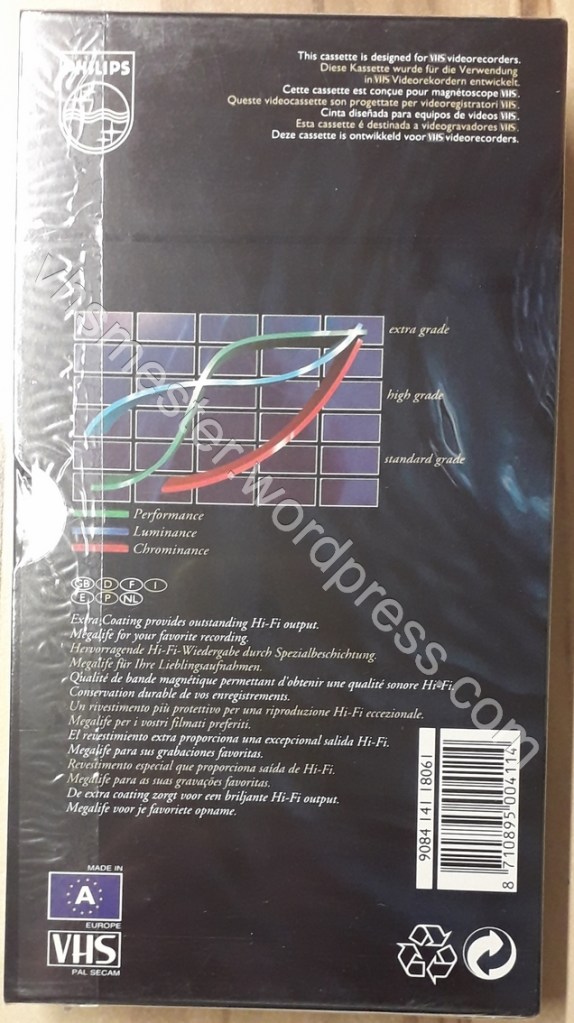 PHILIPS
This cassette is designed for VHS videorecorders.
Diese Kassette wurde für die Verwendung
in VHS Videorekordern entwickelt.
Cette cassette est conçue pour magnétoscope VHS.
Queste videocassette son progettate per videoregistratori VHS.
Cinta diseñada para equipos de videos VHS.
Esta cassette é destinada a videogravadores VHS.
Deze cassette is ontwikkeld voor VHS videorecorders.
extra grade
high grade
standard grade
Performance
Luminance
Chrominance
GB D F I
E P NL
Extra Coating provides outstanding Hi-Fi output.
Megalife for your favorite recording.
Hervorragende Hi-Fi-Wiedergabe durch Spezialbeschichtung.
Megalife für Ihre Lieblingsaufnahmen.
Qualité de bande magnétique permettant d'obtenir une qualité sonore Hi-Fi.
Conservation durable de vos enregistrements.
Un rivestimento più protettivo per una riproduzione Hi-Fi eccezionale.
Megalife per i vostri filmati preferiti.
El revestimiento extra proporciona una excepcional salida Hi-Fi.
Megalife para sus grabaciones favoritas.
Revestimento especial que proporciona saída de Hi-Fi.
Megalife para as suas gravações favoritas.
De extra coating zorgt voor een briljante Hi-Fi output.
Megalife voor je favoriete opname.
9084 141 18061
8 710895 004114
MADE IN
A
EUROPE
VHS
PAL SECAM
vhsmester.wordpress.com